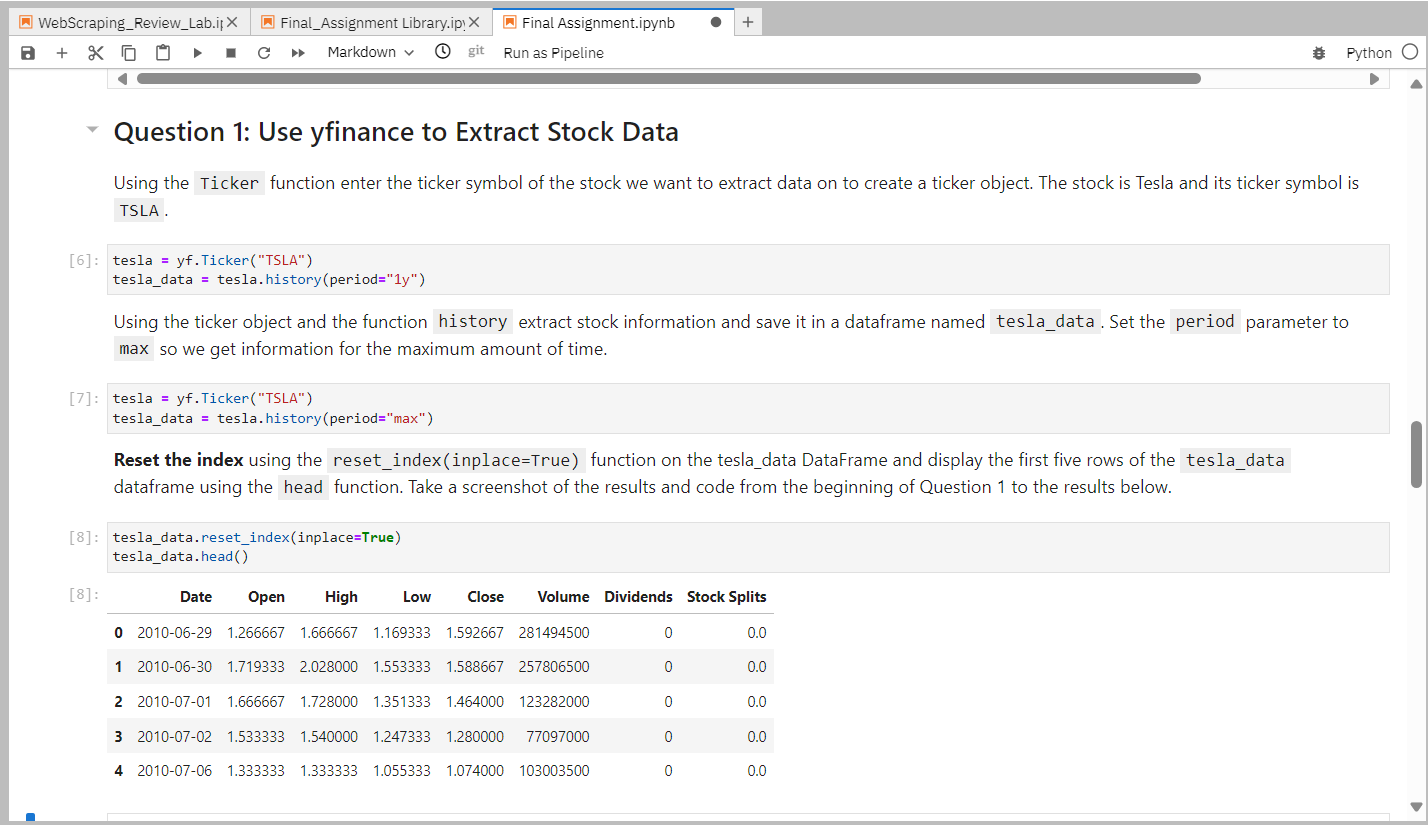 WebScraping_Review_Lab.ip Final_Assignment Library.ipy Final Assignment.ipynb
Markdown git Run as Pipeline Python
Question 1: Use yfinance to Extract Stock Data
Using the Ticker function enter the ticker symbol of the stock we want to extract data on to create a ticker object. The stock is Tesla and its ticker symbol is
TSLA .
[6]: tesla = yf.Ticker("TSLA")
tesla_data = tesla.history(period="1y")
Using the ticker object and the function history extract stock information and save it in a dataframe named tesla_data . Set the period parameter to
max so we get information for the maximum amount of time.
[7]: tesla = yf.Ticker("TSLA")
tesla_data = tesla.history(period="max")
Reset the index using the reset_index(inplace=True) function on the tesla_data DataFrame and display the first five rows of the tesla_data
dataframe using the head function. Take a screenshot of the results and code from the beginning of Question 1 to the results below.
[8]: tesla_data.reset_index(inplace=True)
tesla_data.head()
[8]: Date Open High Low Close Volume Dividends Stock Splits
0 2010-06-29 1.266667 1.666667 1.169333 1.592667 281494500 0 0.0
1 2010-06-30 1.719333 2.028000 1.553333 1.588667 257806500 0 0.0
2 2010-07-01 1.666667 1.728000 1.351333 1.464000 123282000 0 0.0
3 2010-07-02 1.533333 1.540000 1.247333 1.280000 77097000 0 0.0
4 2010-07-06 1.333333 1.333333 1.055333 1.074000 103003500 0 0.0